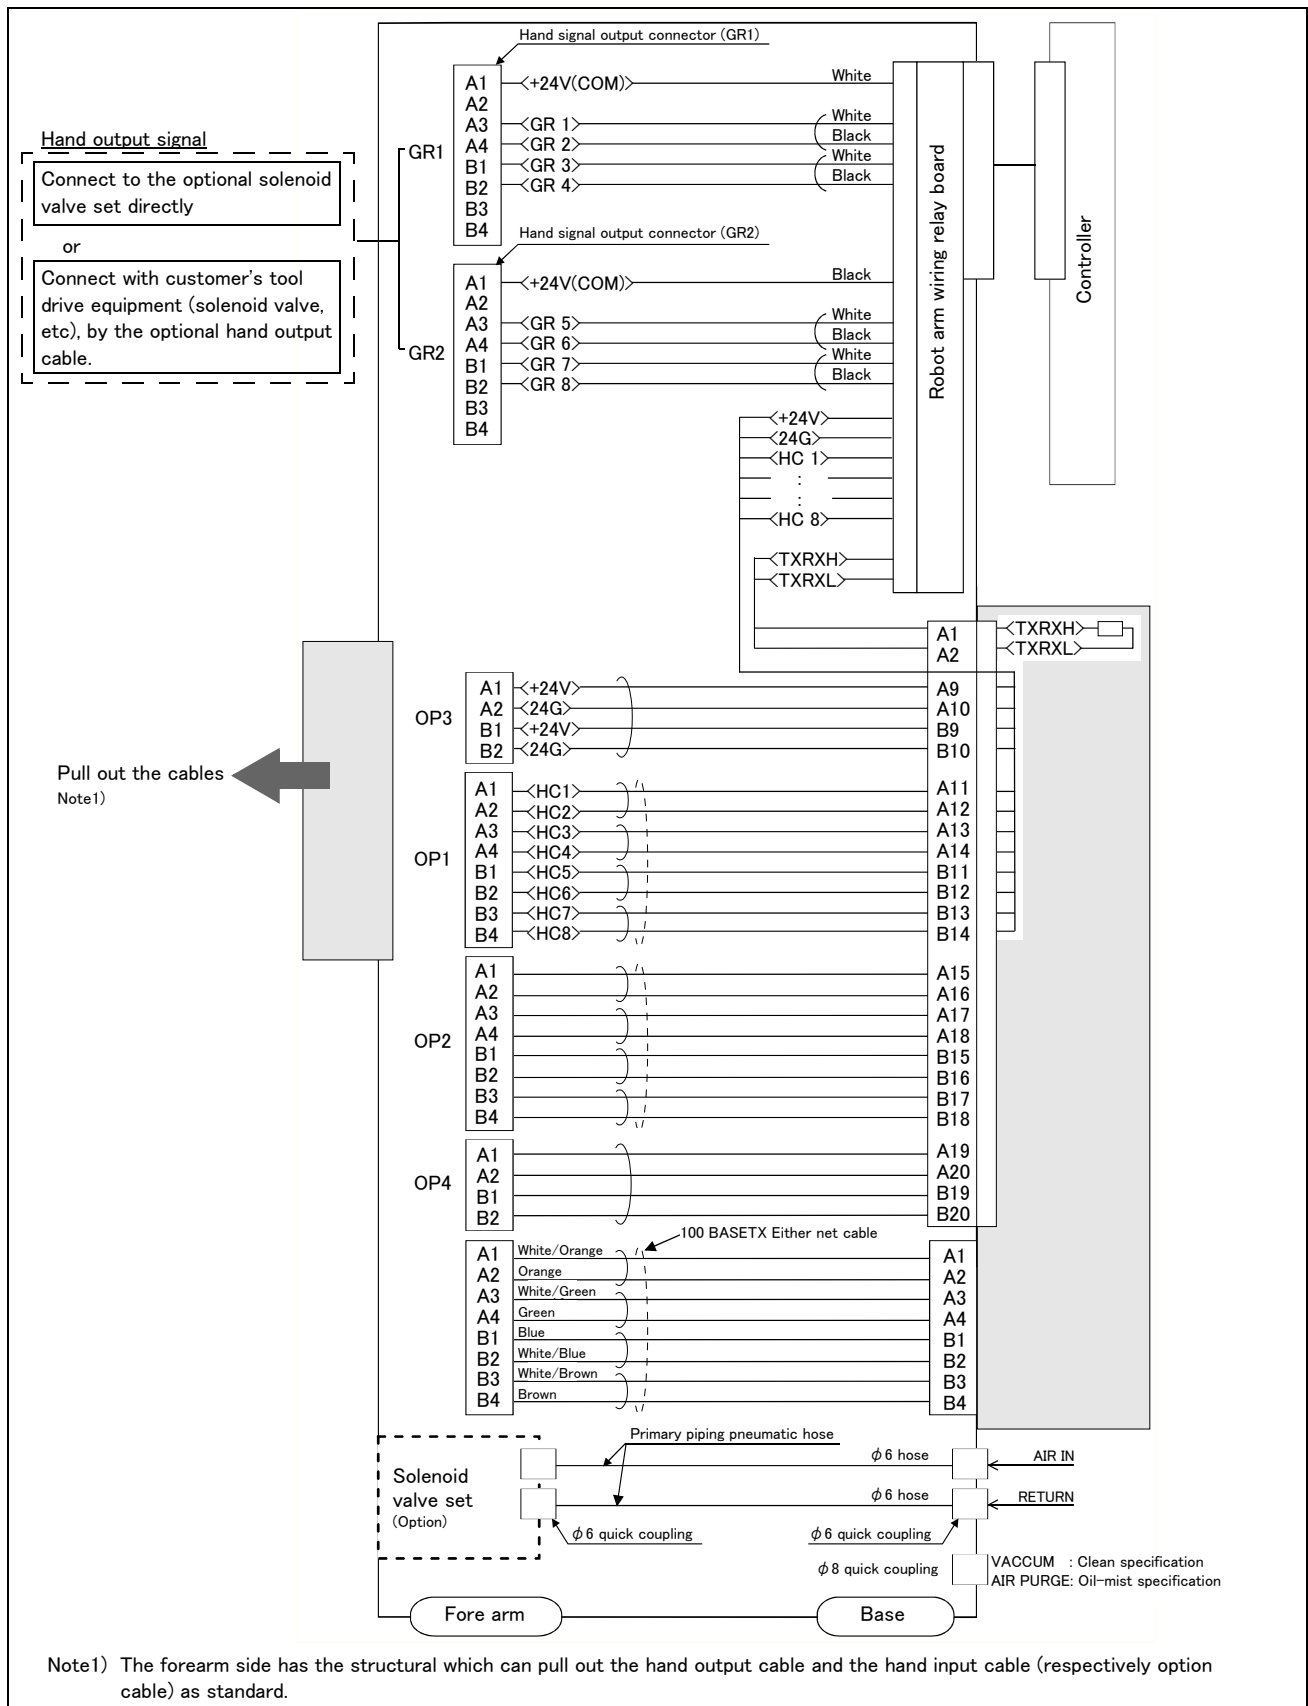 Hand signal output connector (GR1)
A1 <+24V(COM)> White
A2
A3 <GR 1> White
A4 <GR 2> Black
B1 <GR 3> White
B2 <GR 4> Black
B3
B4
GR1
Hand output signal
Connect to the optional solenoid
valve set directly
or
Connect with customer's tool
drive equipment (solenoid valve,
etc), by the optional hand output
cable.
Hand signal output connector (GR2)
A1 <+24V(COM)> Black
A2
A3 <GR 5> White
A4 <GR 6> Black
B1 <GR 7> White
B2 <GR 8> Black
B3
B4
GR2
Robot arm wiring relay board
Controller
<+24V>
<24G>
<HC 1>
:
:
<HC 8>
<TXRXH>
<TXRXL>
A1 <TXRXH>
A2 <TXRXL>
OP3
A1 <+24V> A9
A2 <24G> A10
B1 <+24V> B9
B2 <24G> B10
Pull out the cables
Note1)
OP1
A1 <HC1> A11
A2 <HC2> A12
A3 <HC3> A13
A4 <HC4> A14
B1 <HC5> B11
B2 <HC6> B12
B3 <HC7> B13
B4 <HC8> B14
OP2
A1 A15
A2 A16
A3 A17
A4 A18
B1 B15
B2 B16
B3 B17
B4 B18
OP4
A1 A19
A2 A20
B1 B19
B2 B20
100 BASETX Either net cable
A1 White/Orange A1
A2 Orange A2
A3 White/Green A3
A4 Green A4
B1 Blue B1
B2 White/Blue B2
B3 White/Brown B3
B4 Brown B4
Primary piping pneumatic hose
φ6 hose AIR IN
Solenoid
valve set
(Option)
φ6 hose RETURN
φ6 quick coupling φ6 quick coupling
φ8 quick coupling
VACCUM : Clean specification
AIR PURGE: Oil-mist specification
Fore arm Base
Note1) The forearm side has the structural which can pull out the hand output cable and the hand input cable (respectively option
cable) as standard.